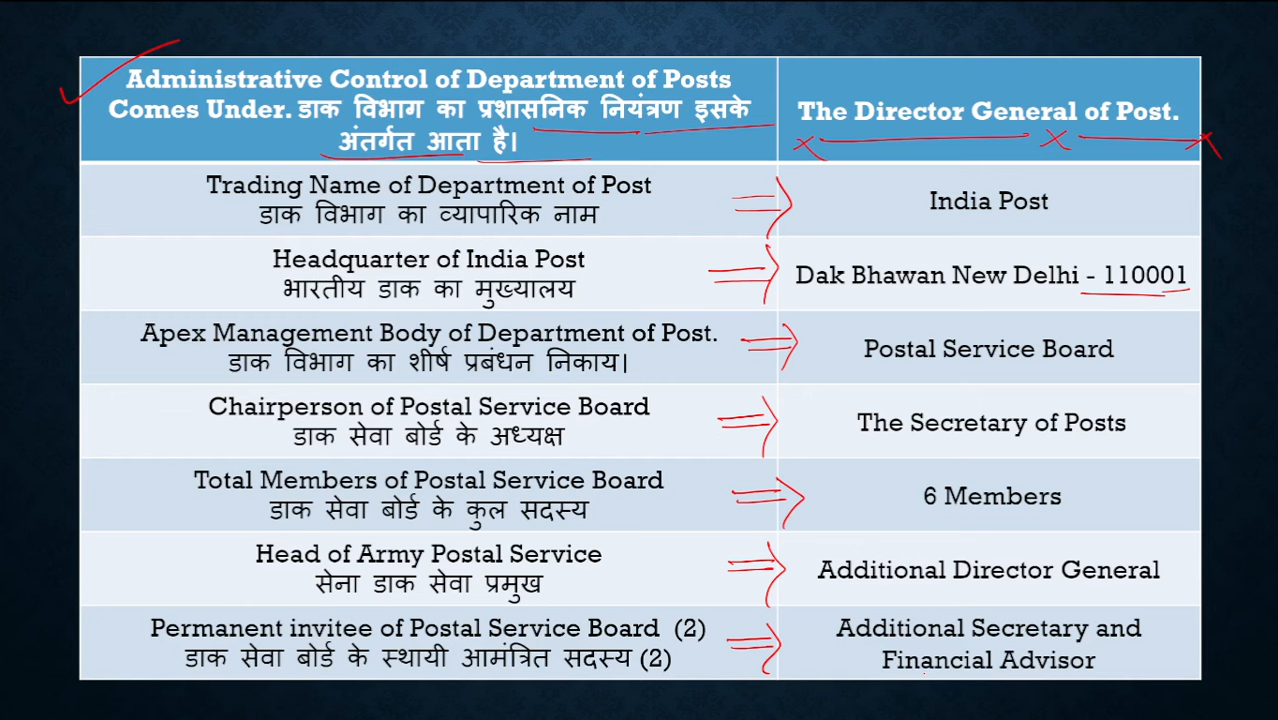 Administrative Control of Department of Posts
Comes Under. डाक विभाग का प्रशासनिक नियंत्रण इसके
अंतर्गत आता है।
The Director General of Post.
Trading Name of Department of Post
डाक विभाग का व्यापारिक नाम
India Post
Headquarter of India Post
भारतीय डाक का मुख्यालय
Dak Bhawan New Delhi - 110001
Apex Management Body of Department of Post.
डाक विभाग का शीर्ष प्रबंधन निकाय।
Postal Service Board
Chairperson of Postal Service Board
डाक सेवा बोर्ड के अध्यक्ष
The Secretary of Posts
Total Members of Postal Service Board
डाक सेवा बोर्ड के कुल सदस्य
6 Members
Head of Army Postal Service
सेना डाक सेवा प्रमुख
Additional Director General
Permanent invitee of Postal Service Board (2)
डाक सेवा बोर्ड के स्थायी आमंत्रित सदस्य (2)
Additional Secretary and
Financial Advisor